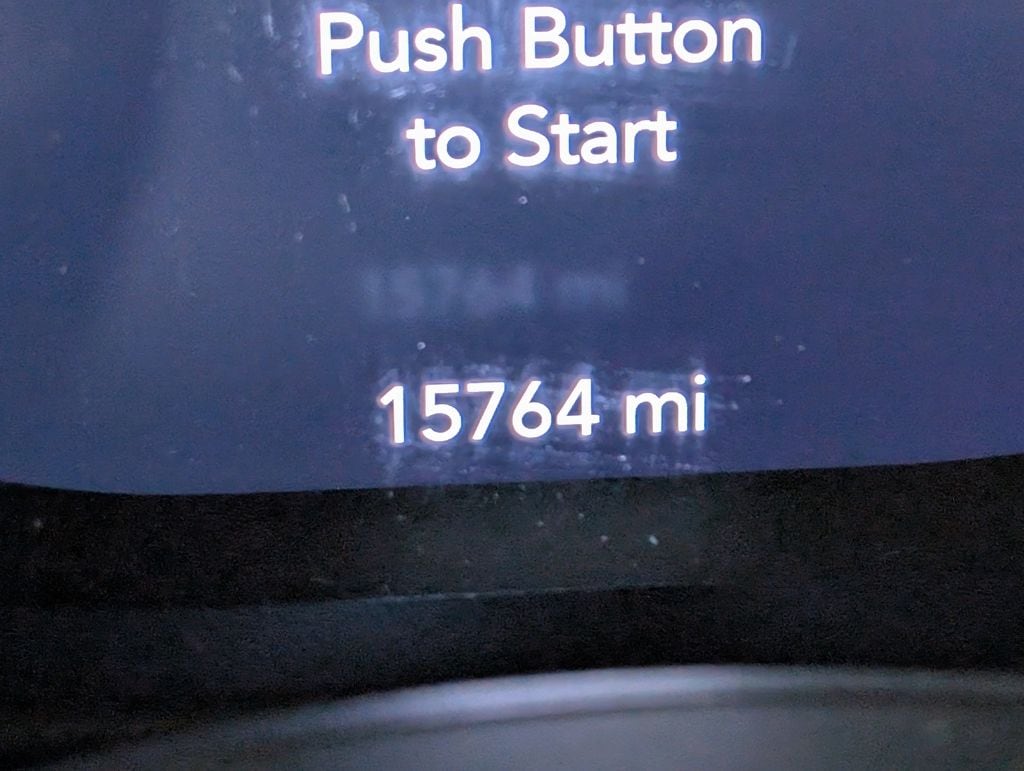 Push Button
to Start
15764 mi